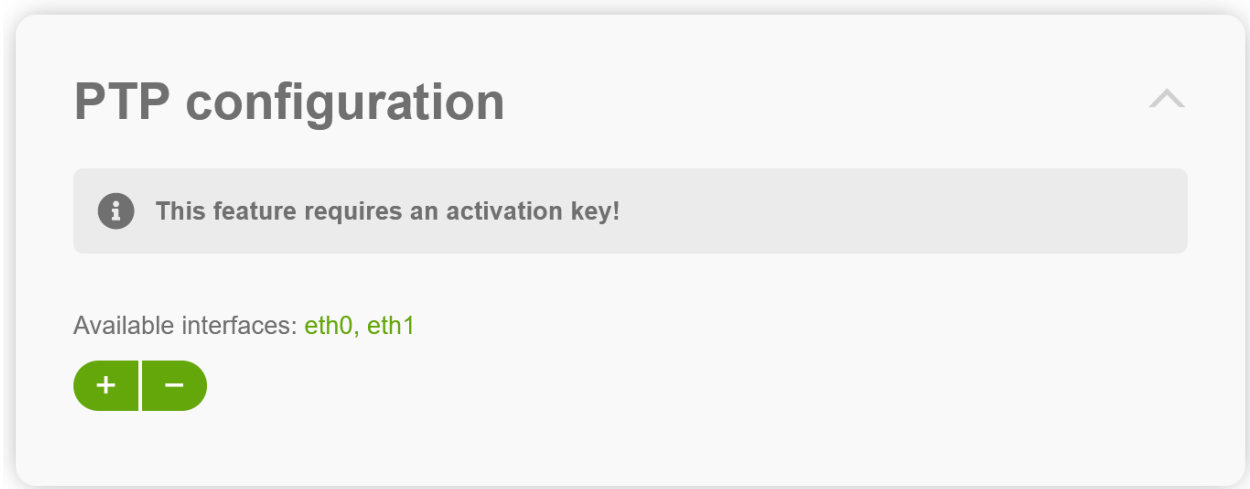 PTP configuration
This feature requires an activation key!
Available interfaces: eth0, eth1
+ −